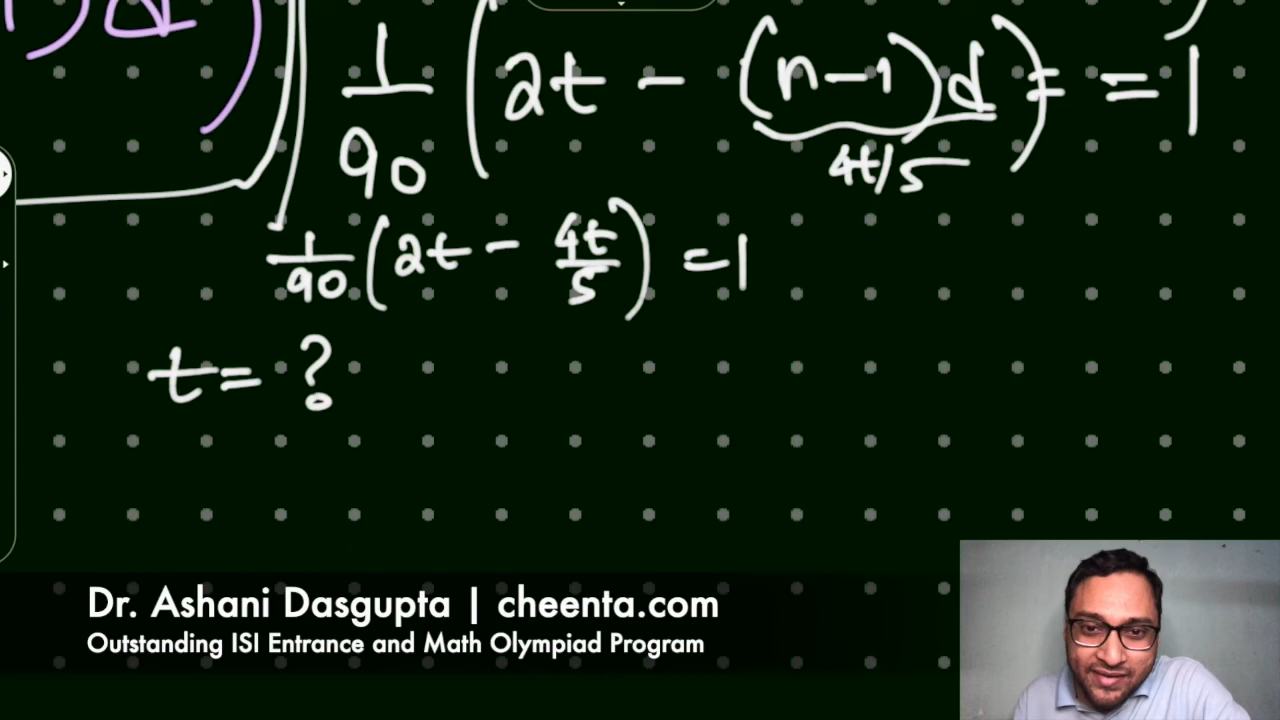 1/90 (2t - (n-1)d) = = 1
4t/5
1/90 (2t - 4t/5) = 1
t = ?
Dr. Ashani Dasgupta | cheenta.com
Outstanding ISI Entrance and Math Olympiad Program